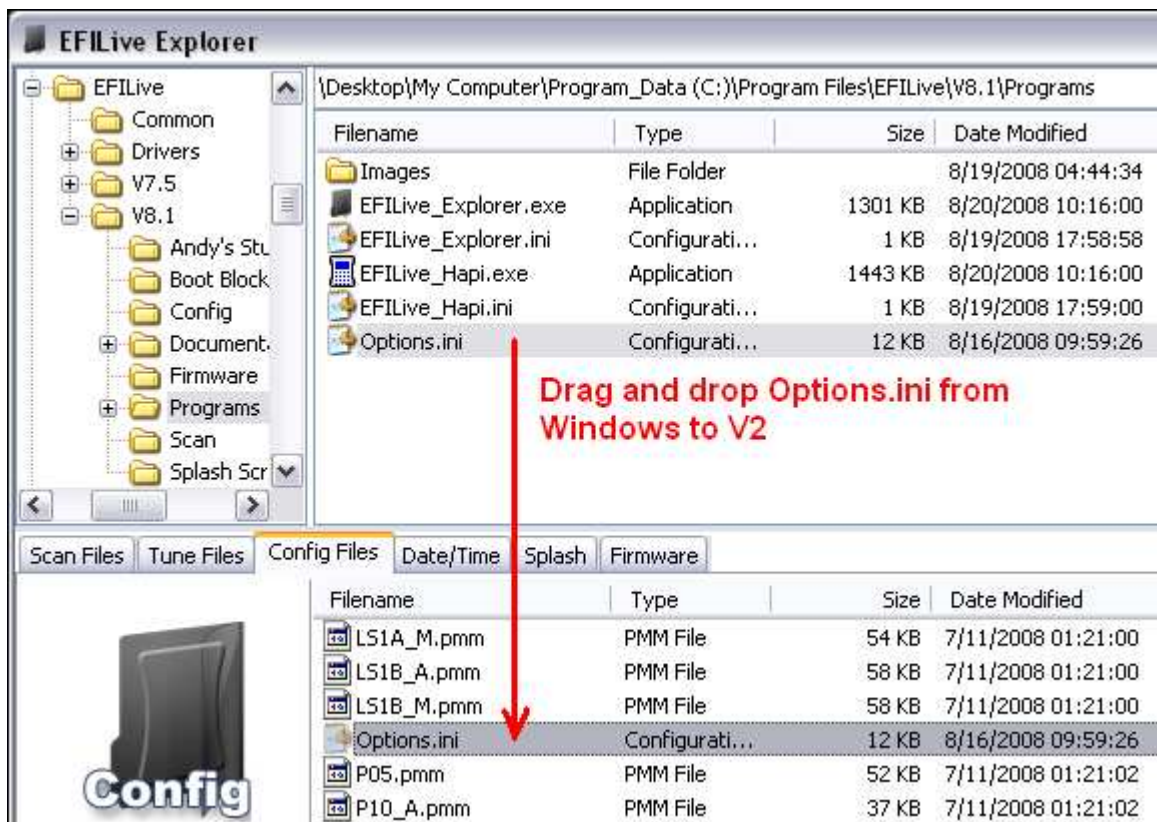 EFILive Explorer
EFILive
Common
Drivers
V7.5
V8.1
Andy's Stu
Boot Block
Config
Document.
Firmware
Programs
Scan
Splash Scr
\Desktop\My Computer\Program_Data (C:)\Program Files\EFILive\V8.1\Programs
Filename Type Size Date Modified
Images File Folder 8/19/2008 04:44:34
EFILive_Explorer.exe Application 1301 KB 8/20/2008 10:16:00
EFILive_Explorer.ini Configurati... 1 KB 8/19/2008 17:58:58
EFILive_Hapi.exe Application 1443 KB 8/20/2008 10:16:00
EFILive_Hapi.ini Configurati... 1 KB 8/19/2008 17:59:00
Options.ini Configurati... 12 KB 8/16/2008 09:59:26
Drag and drop Options.ini from
Windows to V2
Scan Files Tune Files Config Files Date/Time Splash Firmware
Config
Filename Type Size Date Modified
LS1A_M.pmm PMM File 54 KB 7/11/2008 01:21:00
LS1B_A.pmm PMM File 58 KB 7/11/2008 01:21:00
LS1B_M.pmm PMM File 58 KB 7/11/2008 01:21:00
Options.ini Configurati... 12 KB 8/16/2008 09:59:26
P05.pmm PMM File 52 KB 7/11/2008 01:21:02
P10_A.pmm PMM File 37 KB 7/11/2008 01:21:02